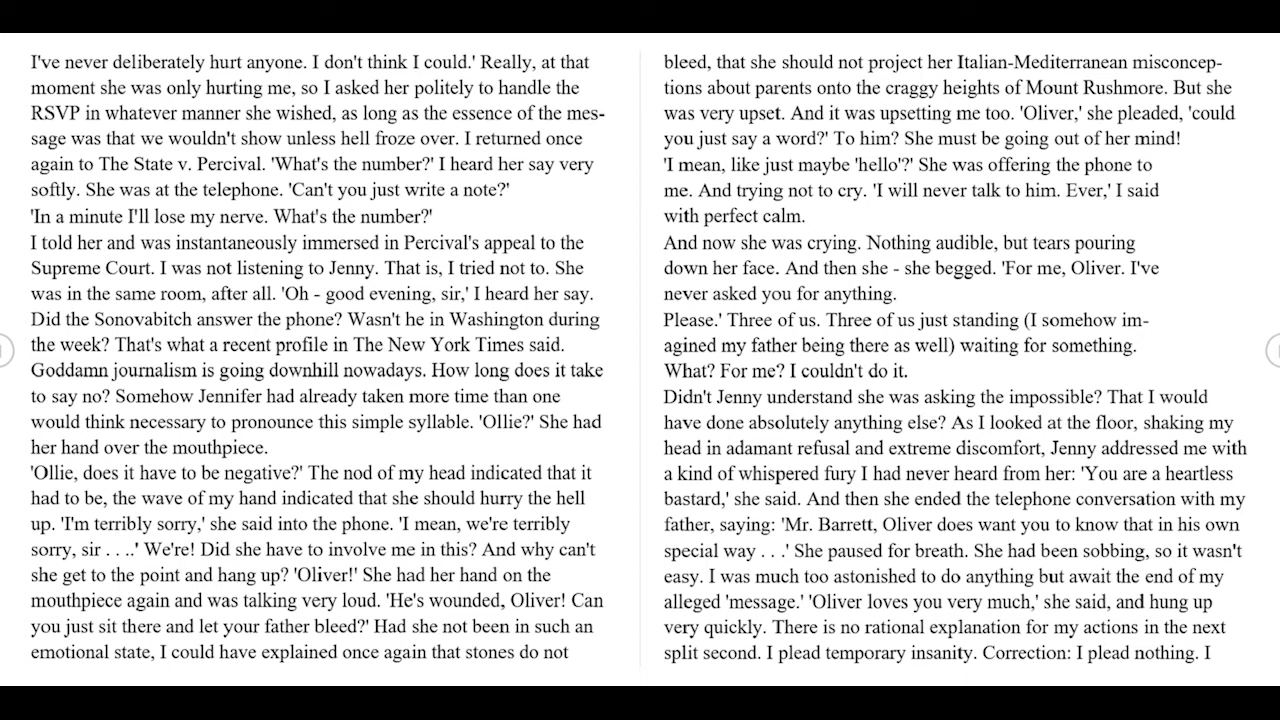 I've never deliberately hurt anyone. I don't think I could.' Really, at that
moment she was only hurting me, so I asked her politely to handle the
RSVP in whatever manner she wished, as long as the essence of the mes-
sage was that we wouldn't show unless hell froze over. I returned once
again to The State v. Percival. 'What's the number?' I heard her say very
softly. She was at the telephone. 'Can't you just write a note?'
'In a minute I'll lose my nerve. What's the number?'
I told her and was instantaneously immersed in Percival's appeal to the
Supreme Court. I was not listening to Jenny. That is, I tried not to. She
was in the same room, after all. 'Oh - good evening, sir,' I heard her say.
Did the Sonovabitch answer the phone? Wasn't he in Washington during
the week? That's what a recent profile in The New York Times said.
Goddamn journalism is going downhill nowadays. How long does it take
to say no? Somehow Jennifer had already taken more time than one
would think necessary to pronounce this simple syllable. 'Ollie?' She had
her hand over the mouthpiece.
'Ollie, does it have to be negative?' The nod of my head indicated that it
had to be, the wave of my hand indicated that she should hurry the hell
up. 'I'm terribly sorry,' she said into the phone. 'I mean, we're terribly
sorry, sir . . ..' We're! Did she have to involve me in this? And why can't
she get to the point and hang up? 'Oliver!' She had her hand on the
mouthpiece again and was talking very loud. 'He's wounded, Oliver! Can
you just sit there and let your father bleed?' Had she not been in such an
emotional state, I could have explained once again that stones do not
bleed, that she should not project her Italian-Mediterranean misconcep-
tions about parents onto the craggy heights of Mount Rushmore. But she
was very upset. And it was upsetting me too. 'Oliver,' she pleaded, 'could
you just say a word?' To him? She must be going out of her mind!
'I mean, like just maybe 'hello'?' She was offering the phone to
me. And trying not to cry. 'I will never talk to him. Ever,' I said
with perfect calm.
And now she was crying. Nothing audible, but tears pouring
down her face. And then she - she begged. 'For me, Oliver. I've
never asked you for anything.
Please.' Three of us. Three of us just standing (I somehow im-
agined my father being there as well) waiting for something.
What? For me? I couldn't do it.
Didn't Jenny understand she was asking the impossible? That I would
have done absolutely anything else? As I looked at the floor, shaking my
head in adamant refusal and extreme discomfort, Jenny addressed me with
a kind of whispered fury I had never heard from her: 'You are a heartless
bastard,' she said. And then she ended the telephone conversation with my
father, saying: 'Mr. Barrett, Oliver does want you to know that in his own
special way . . .' She paused for breath. She had been sobbing, so it wasn't
easy. I was much too astonished to do anything but await the end of my
alleged 'message.' 'Oliver loves you very much,' she said, and hung up
very quickly. There is no rational explanation for my actions in the next
split second. I plead temporary insanity. Correction: I plead nothing. I